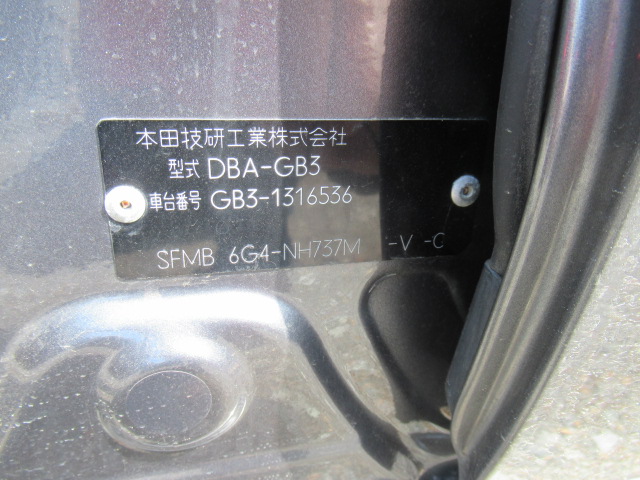 本田技研工業株式会社
型式 DBA-GB3
車台番号 GB3-1316536
SFMB 6G4-NH737M -V -C